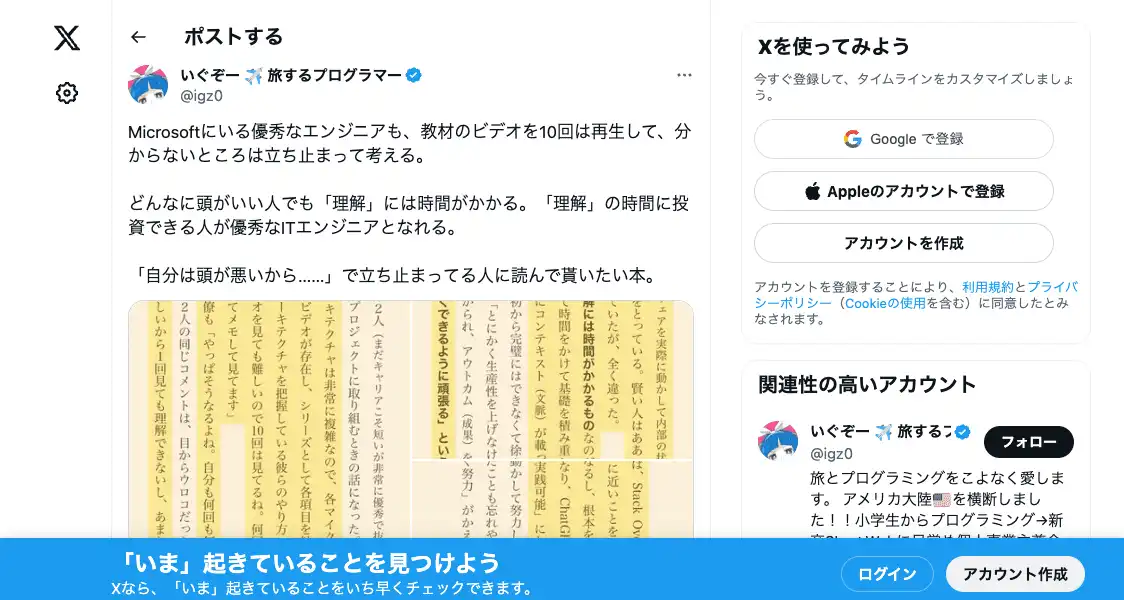 ポストする
いぐぞー ✈️ 旅するプログラマー
@igz0
Microsoftにいる優秀なエンジニアも、教材のビデオを10回は再生して、分
からないところは立ち止まって考える。
どんなに頭がいい人でも「理解」には時間がかかる。「理解」の時間に投
資できる人が優秀なITエンジニアとなれる。
「自分は頭が悪いから......」で立ち止まってる人に読んで貰いたい本。
2人（まだキャリアこそ短いが非常に優秀で
プロジェクトに取り組むときの話になった
キテクチャは非常に複雑なので、各マイク
ビデオが存在し、シリーズとして各項目を
ーキテクチャを把握している彼らのやり方
オを見ても難しいので10回は見てるね。何
てメモして見てます」
僚も「やっぱそうなるよね。自分も何回も
2人の同じコメントは、目からウロコだっ
しいから1回見ても理解できないし、あま
ェアを実際に動かして内部の
をとっている。賢い人はああ
ていたが、全く違った。
解には時間がかかるものなの
て時間をかけて基礎を積み重
にコンテキスト（文脈）が載
初から完璧にはできなくて徐
「とにかく生産性を上げなけ
かられ、アウトカム（成果）を
くできるように頑張る」とい
は、Stack Ov
に近いことを
なるし、根本を
なり、ChatG
実践可能」に
動かして努力し
たことも忘れや
く努力」がかえ
Xを使ってみよう
今すぐ登録して、タイムラインをカスタマイズしましょ
う。
Google で登録
Appleのアカウントで登録
アカウントを作成
アカウントを登録することにより、利用規約とプライバ
シーポリシー（Cookieの使用を含む）に同意したとみ
なされます。
関連性の高いアカウント
いぐぞー ✈️ 旅するプ
@igz0
フォロー
旅とプログラミングをこよなく愛しま
す。 アメリカ大陸🇺🇸を横断しまし
た！！小学生からプログラミング→新
「いま」起きていることを見つけよう
Xなら、「いま」起きていることをいち早くチェックできます。
ログイン
アカウント作成